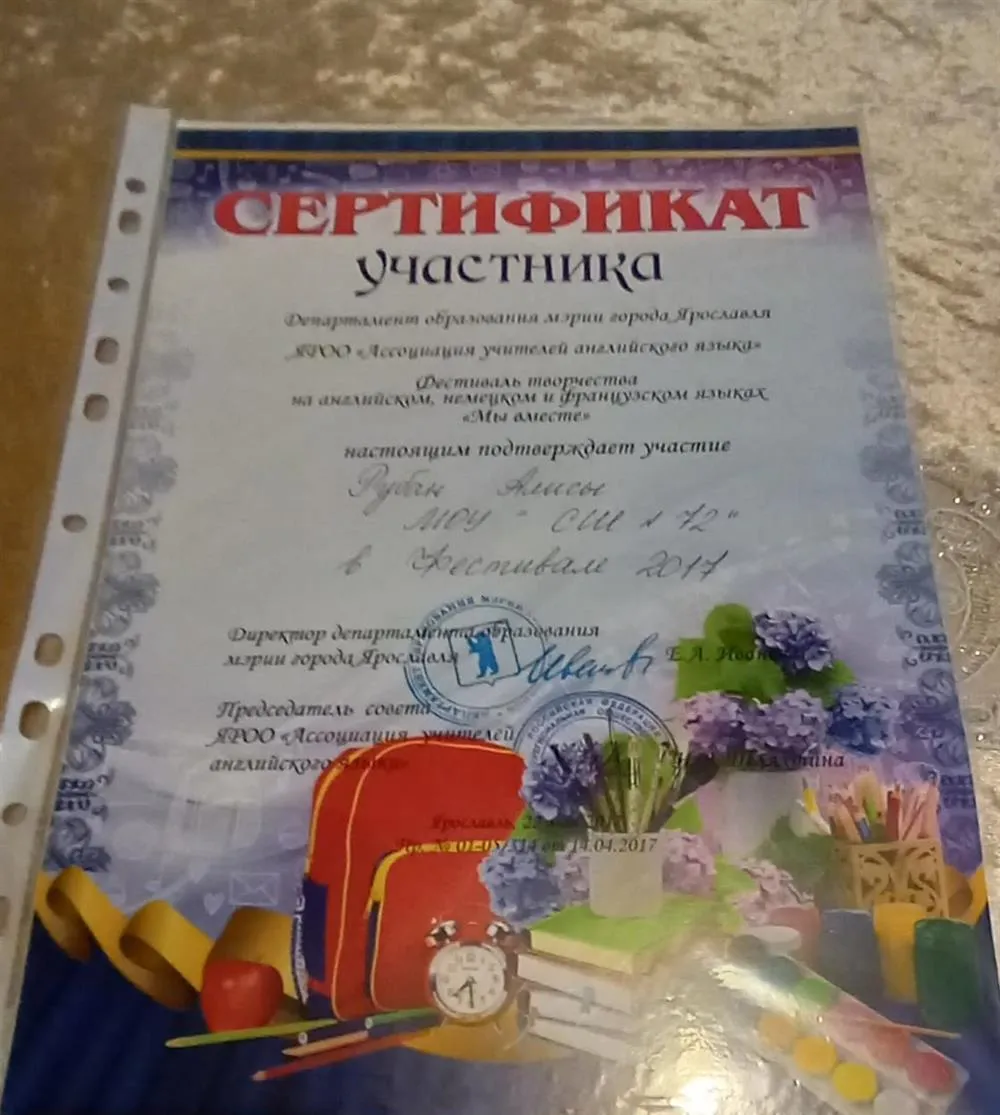 СЕРТИФИКАТ
УЧАСТНИКА
Департамент образования мэрии города Ярославля
ЯРОО «Ассоциация учителей английского языка»
Фестиваль творчества
на английском, немецком и французском языках
«Мы вместе»
настоящим подтверждает участие
Рубан Алисы
МОУ "СШ № 72"
в Фестивале 2017
Директор департамента образования
мэрии города Ярославля Е.А.
Председатель совета
ЯРОО «Ассоциация учителей
английского языка»
Ярославль,
от 14.04.2017